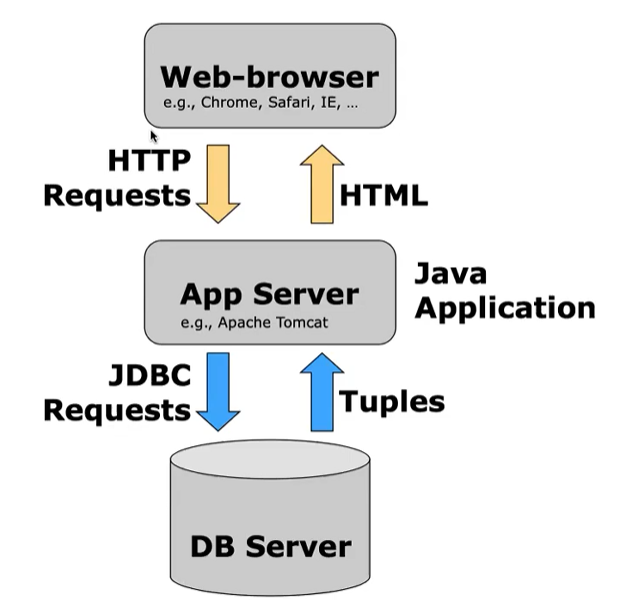 Web-browser
e.g., Chrome, Safari, IE, ...
HTTP
Requests
HTML
App Server
e.g., Apache Tomcat
Java
Application
JDBC
Requests
Tuples
DB Server